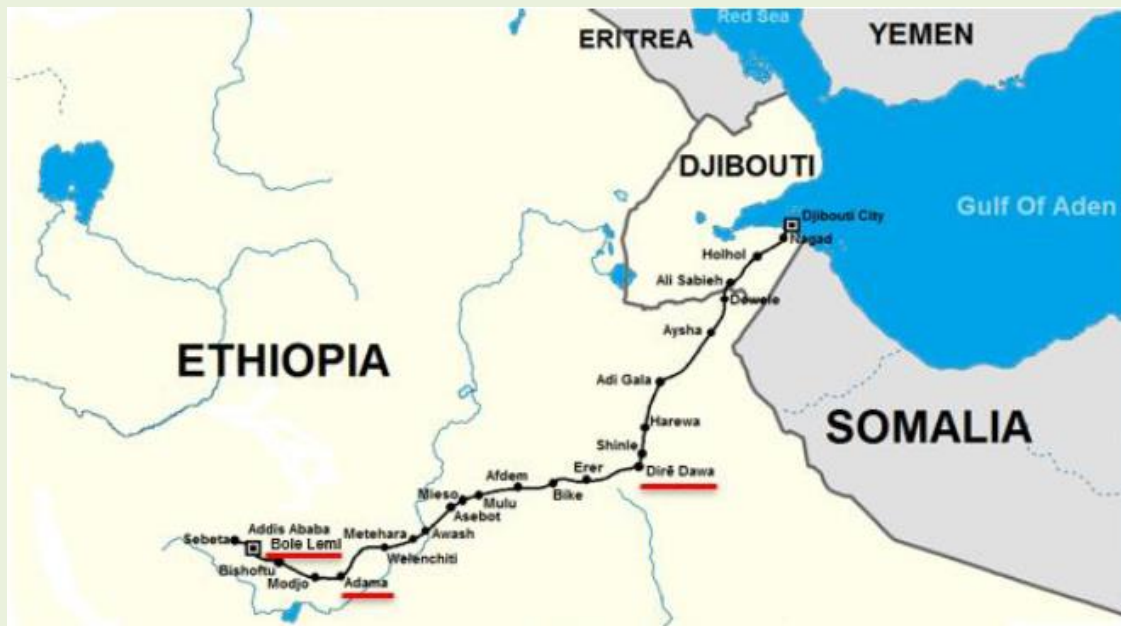 Red Sea
ERITREA
YEMEN
DJIBOUTI
Djibouti City
Gulf Of Aden
Nagad
Holhol
Ali Sabieh
Dewele
Aysha
ETHIOPIA
Adi Gala
Harewa
SOMALIA
Shinle
Dirē Dawa
Erer
Afdem
Bike
Mieso
Mulu
Asebot
Metehara
Awash
Welenchiti
Addis Ababa
Sebeta
Bole Lemi
Bishoftu
Modjo
Adama